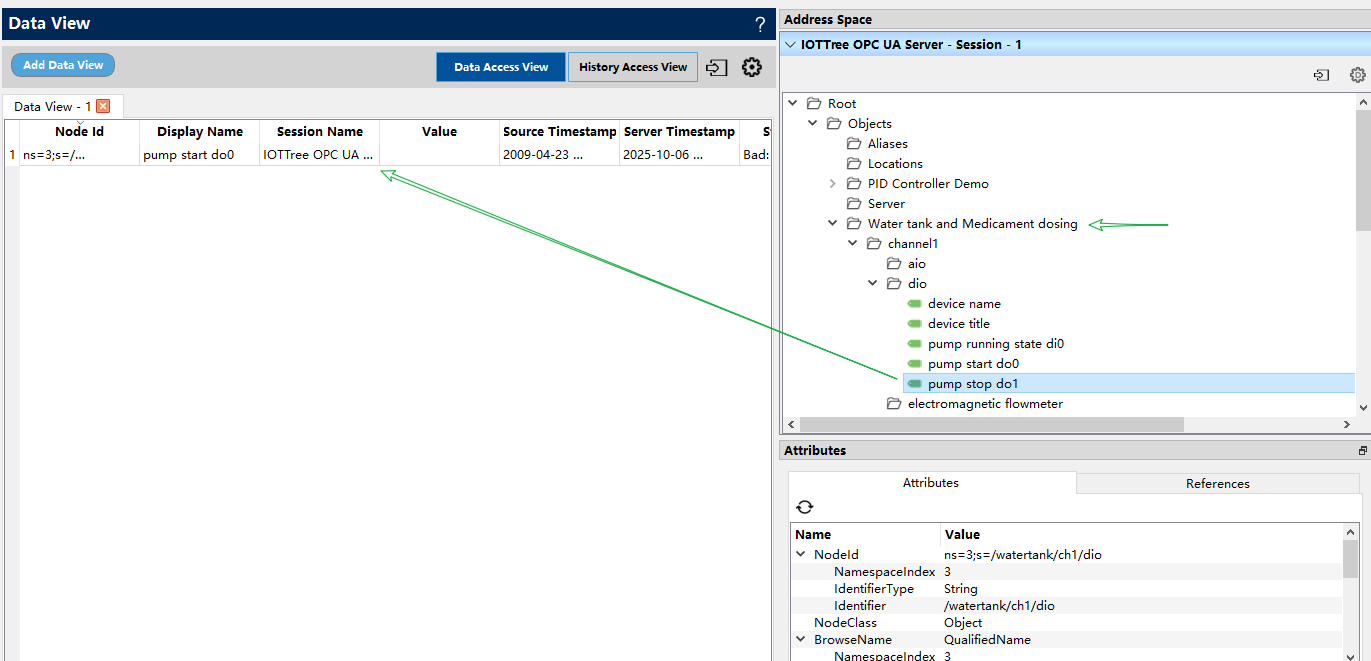 Data View
?
Add Data View
Data Access View
History Access View
Data View - 1
Node Id Display Name Session Name Value Source Timestamp Server Timestamp
1 ns=3;s=/... pump start do0 IOTTree OPC UA ... 2009-04-23 ... 2025-10-06 ... Bad:
Address Space
IOTTree OPC UA Server - Session - 1
Root
Objects
Aliases
Locations
PID Controller Demo
Server
Water tank and Medicament dosing
channel1
aio
dio
device name
device title
pump running state di0
pump start do0
pump stop do1
electromagnetic flowmeter
Attributes
Attributes References
Name Value
NodeId ns=3;s=/watertank/ch1/dio
NamespaceIndex 3
IdentifierType String
Identifier /watertank/ch1/dio
NodeClass Object
BrowseName QualifiedName
NamespaceIndex 3